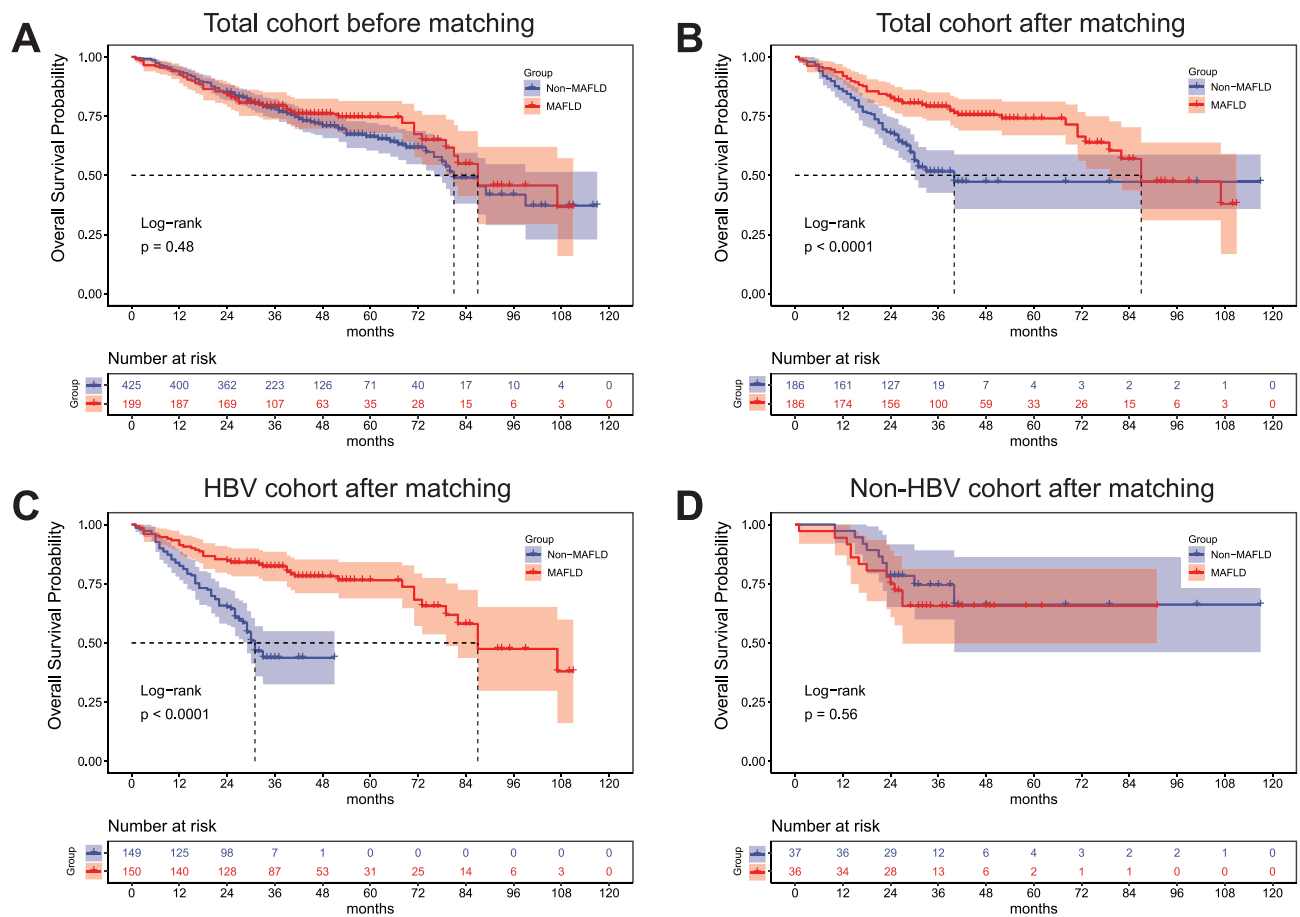 A
Total cohort before matching
Overall Survival Probability
1.00
0.75
0.50
0.25
0.00
Group
Non−MAFLD
MAFLD
Log−rank
p = 0.48
0 12 24 36 48 60 72 84 96 108 120
months
Number at risk
Group
425 400 362 223 126 71 40 17 10 4 0
199 187 169 107 63 35 28 15 6 3 0
0 12 24 36 48 60 72 84 96 108 120
months
B
Total cohort after matching
Overall Survival Probability
1.00
0.75
0.50
0.25
0.00
Group
Non−MAFLD
MAFLD
Log−rank
p < 0.0001
0 12 24 36 48 60 72 84 96 108 120
months
Number at risk
Group
186 161 127 19 7 4 3 2 2 1 0
186 174 156 100 59 33 26 15 6 3 0
0 12 24 36 48 60 72 84 96 108 120
months
C
HBV cohort after matching
Overall Survival Probability
1.00
0.75
0.50
0.25
0.00
Group
Non−MAFLD
MAFLD
Log−rank
p < 0.0001
0 12 24 36 48 60 72 84 96 108 120
months
Number at risk
Group
149 125 98 7 1 0 0 0 0 0 0
150 140 128 87 53 31 25 14 6 3 0
0 12 24 36 48 60 72 84 96 108 120
months
D
Non-HBV cohort after matching
Overall Survival Probability
1.00
0.75
0.50
0.25
0.00
Group
Non−MAFLD
MAFLD
Log−rank
p = 0.56
0 12 24 36 48 60 72 84 96 108 120
months
Number at risk
Group
37 36 29 12 6 4 3 2 2 1 0
36 34 28 13 6 2 1 1 0 0 0
0 12 24 36 48 60 72 84 96 108 120
months